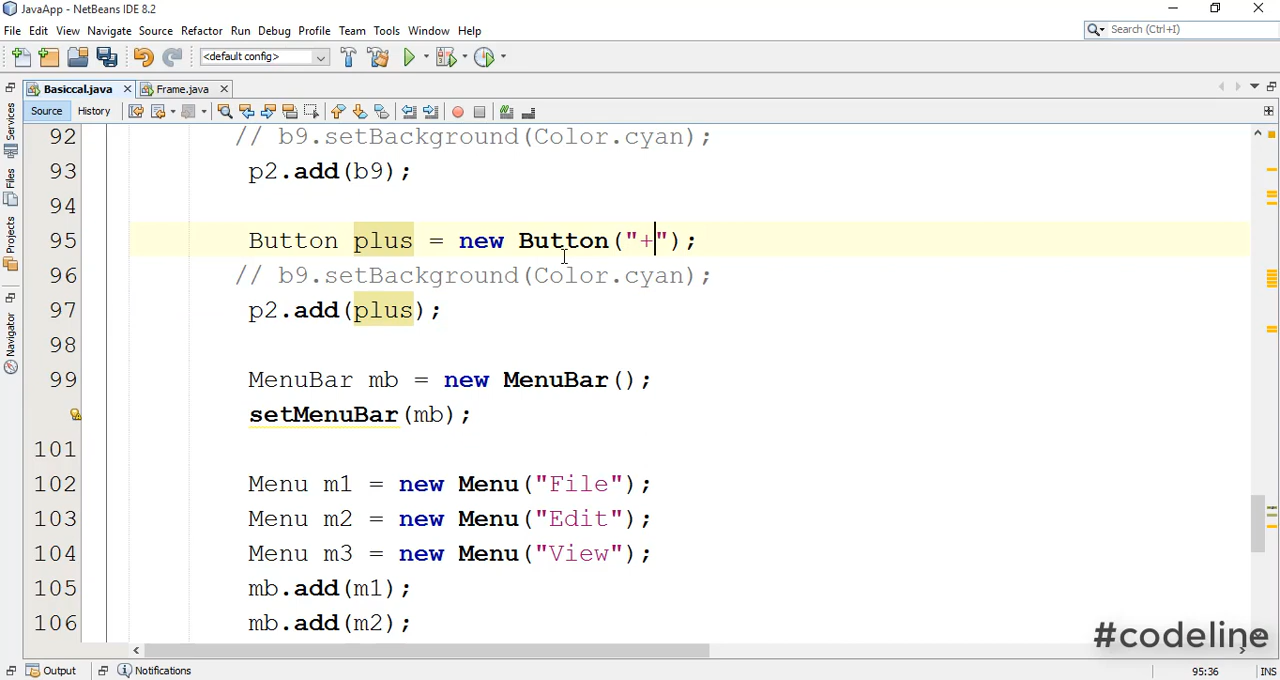 JavaApp - NetBeans IDE 8.2
File Edit View Navigate Source Refactor Run Debug Profile Team Tools Window Help
Search (Ctrl+I)
<default config>
Basiccal.java
Frame.java
Source History
Services
Files
Projects
Navigator
92 // b9.setBackground(Color.cyan);
93 p2.add(b9);
94
95 Button plus = new Button("+");
96 // b9.setBackground(Color.cyan);
97 p2.add(plus);
98
99 MenuBar mb = new MenuBar();
setMenuBar(mb);
101
102 Menu m1 = new Menu("File");
103 Menu m2 = new Menu("Edit");
104 Menu m3 = new Menu("View");
105 mb.add(m1);
106 mb.add(m2);
#codeline
Output Notifications 95:36 INS